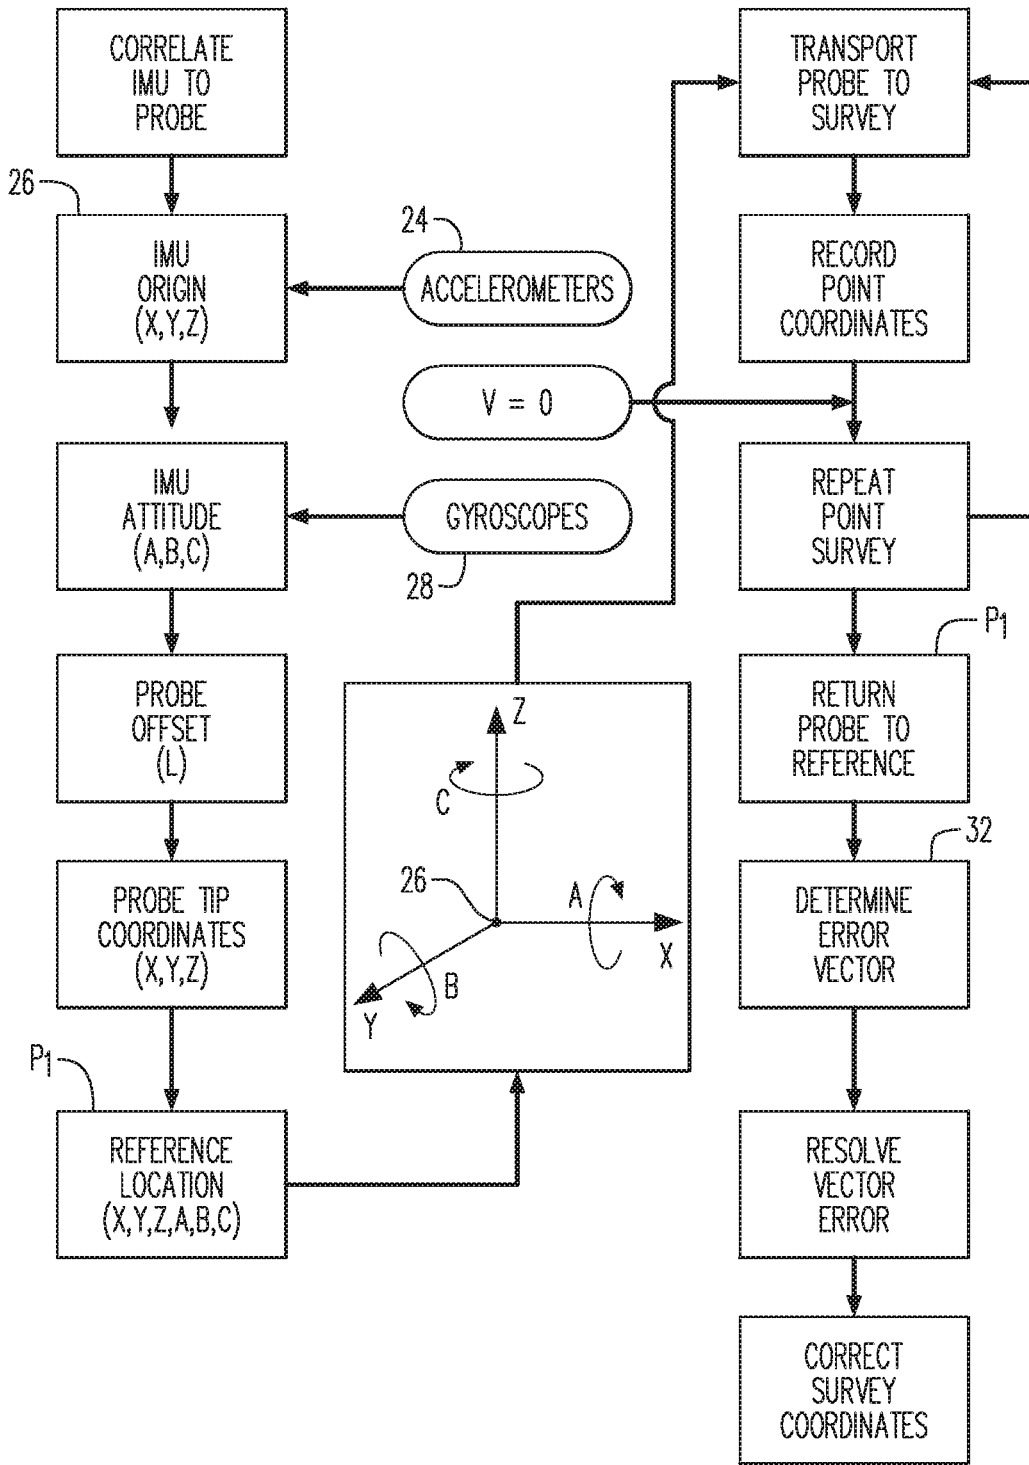 CORRELATE
IMU TO
PROBE
26
IMU
ORIGIN
(X,Y,Z)
24
ACCELEROMETERS
V = 0
IMU
ATTITUDE
(A,B,C)
GYROSCOPES
28
PROBE
OFFSET
(L)
PROBE TIP
COORDINATES
(X,Y,Z)
P1
REFERENCE
LOCATION
(X,Y,Z,A,B,C)
Z
C
26
A
X
B
Y
TRANSPORT
PROBE TO
SURVEY
RECORD
POINT
COORDINATES
REPEAT
POINT
SURVEY
P1
RETURN
PROBE TO
REFERENCE
32
DETERMINE
ERROR
VECTOR
RESOLVE
VECTOR
ERROR
CORRECT
SURVEY
COORDINATES